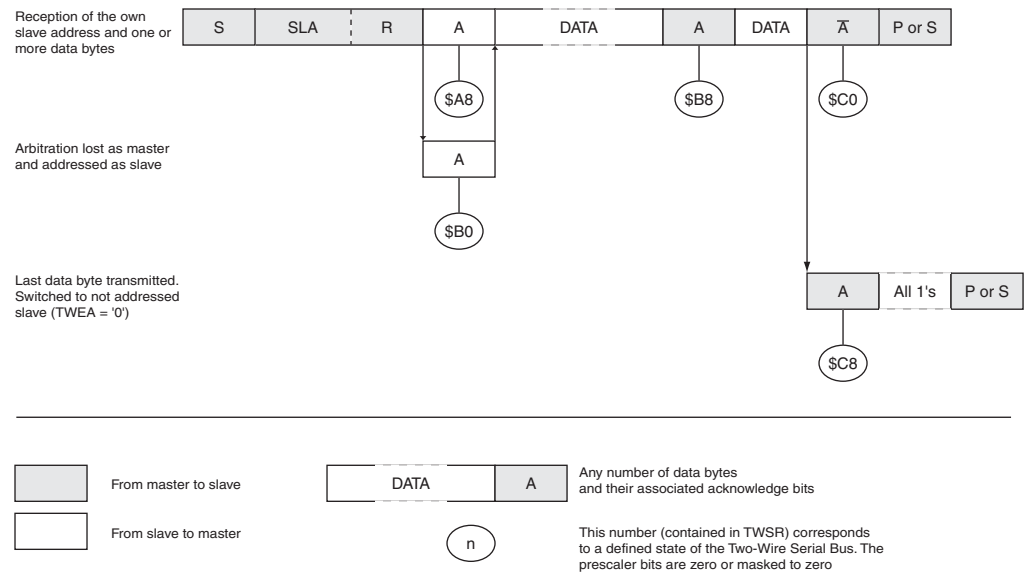 Reception of the own
slave address and one or
more data bytes
S SLA R A DATA A DATA A̅ P or S
$A8 $B8 $C0
Arbitration lost as master
and addressed as slave
A
$B0
Last data byte transmitted.
Switched to not addressed
slave (TWEA = '0')
A All 1's P or S
$C8
From master to slave
DATA A
Any number of data bytes
and their associated acknowledge bits
From slave to master
n
This number (contained in TWSR) corresponds
to a defined state of the Two-Wire Serial Bus. The
prescaler bits are zero or masked to zero